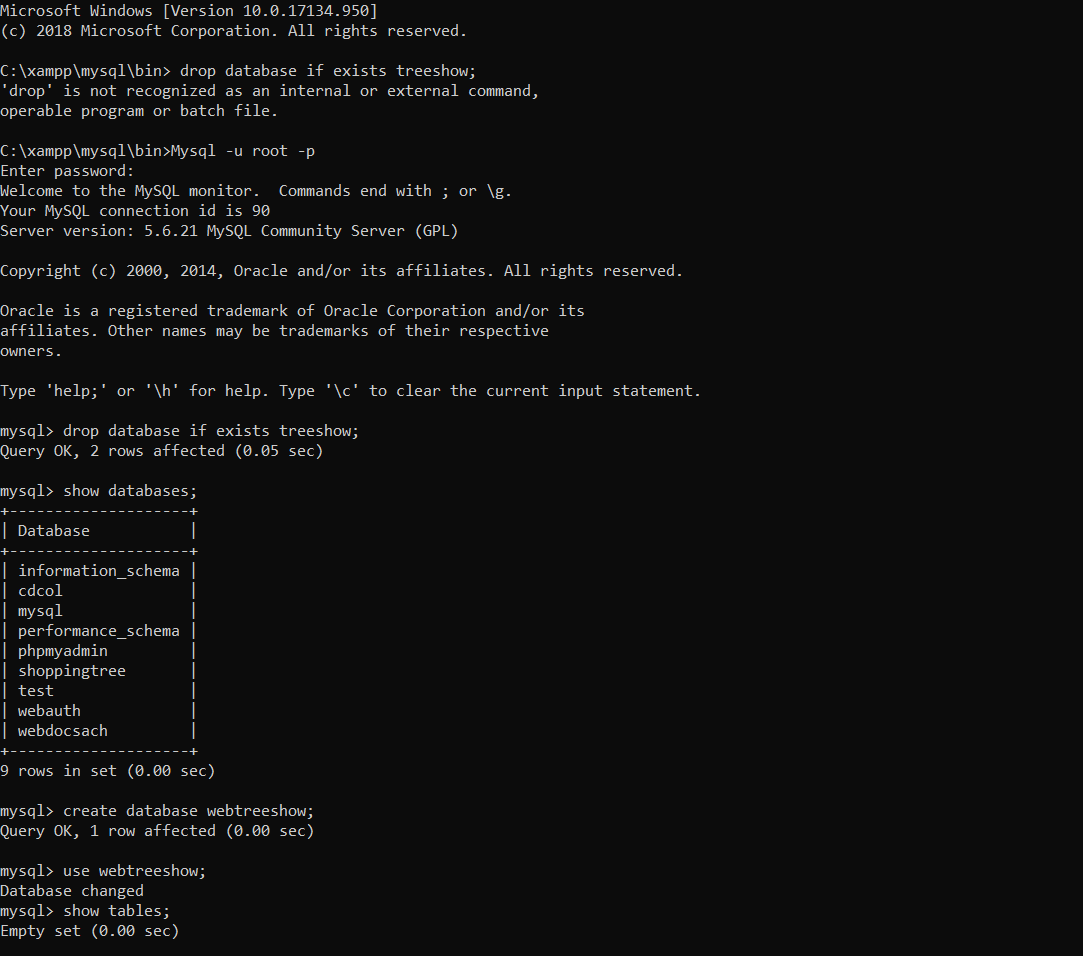 Microsoft Windows [Version 10.0.17134.950]
(c) 2018 Microsoft Corporation. All rights reserved.
C:\xampp\mysql\bin> drop database if exists treeshow;
'drop' is not recognized as an internal or external command,
operable program or batch file.
C:\xampp\mysql\bin>Mysql -u root -p
Enter password:
Welcome to the MySQL monitor.  Commands end with ; or \g.
Your MySQL connection id is 90
Server version: 5.6.21 MySQL Community Server (GPL)
Copyright (c) 2000, 2014, Oracle and/or its affiliates. All rights reserved.
Oracle is a registered trademark of Oracle Corporation and/or its
affiliates. Other names may be trademarks of their respective
owners.
Type 'help;' or '\h' for help. Type '\c' to clear the current input statement.
mysql> drop database if exists treeshow;
Query OK, 2 rows affected (0.05 sec)
mysql> show databases;
+--------------------+
| Database           |
+--------------------+
| information_schema |
| cdcol              |
| mysql              |
| performance_schema |
| phpmyadmin         |
| shoppingtree       |
| test               |
| webauth            |
| webdocsach         |
+--------------------+
9 rows in set (0.00 sec)
mysql> create database webtreeshow;
Query OK, 1 row affected (0.00 sec)
mysql> use webtreeshow;
Database changed
mysql> show tables;
Empty set (0.00 sec)